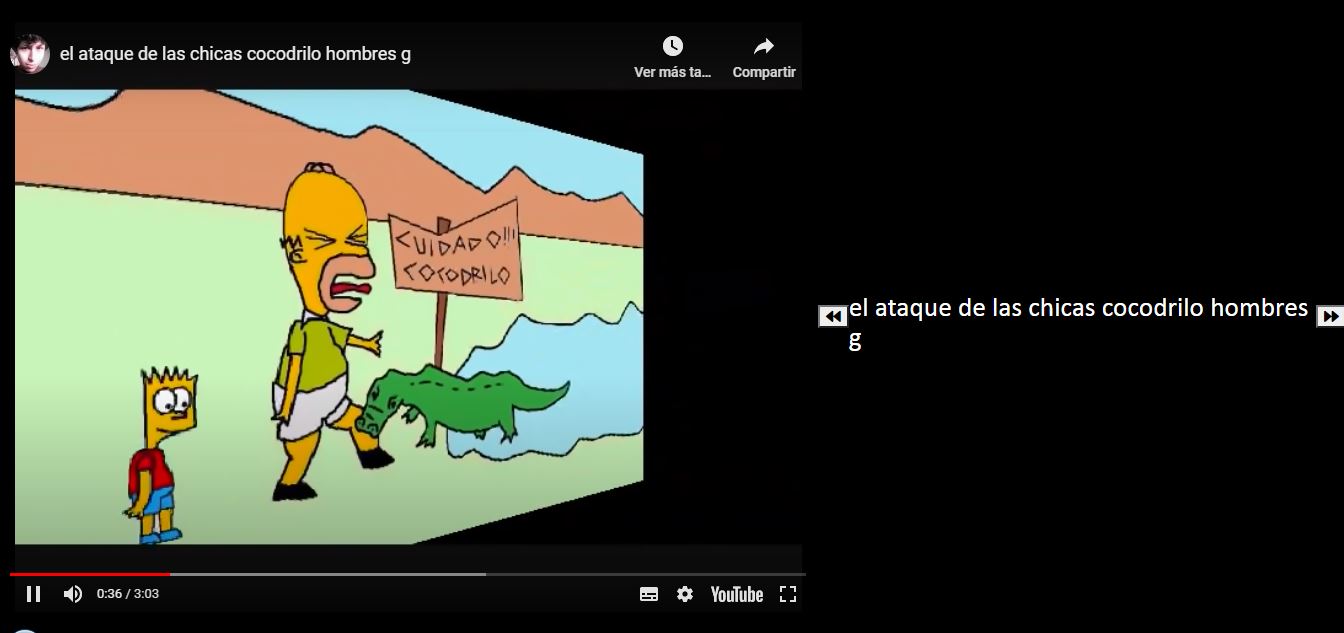 el ataque de las chicas cocodrilo hombres g
Ver más ta...
Compartir
CUIDADO!!!
COCODRILO
el ataque de las chicas cocodrilo hombres
g
0:36 / 3:03
YouTube